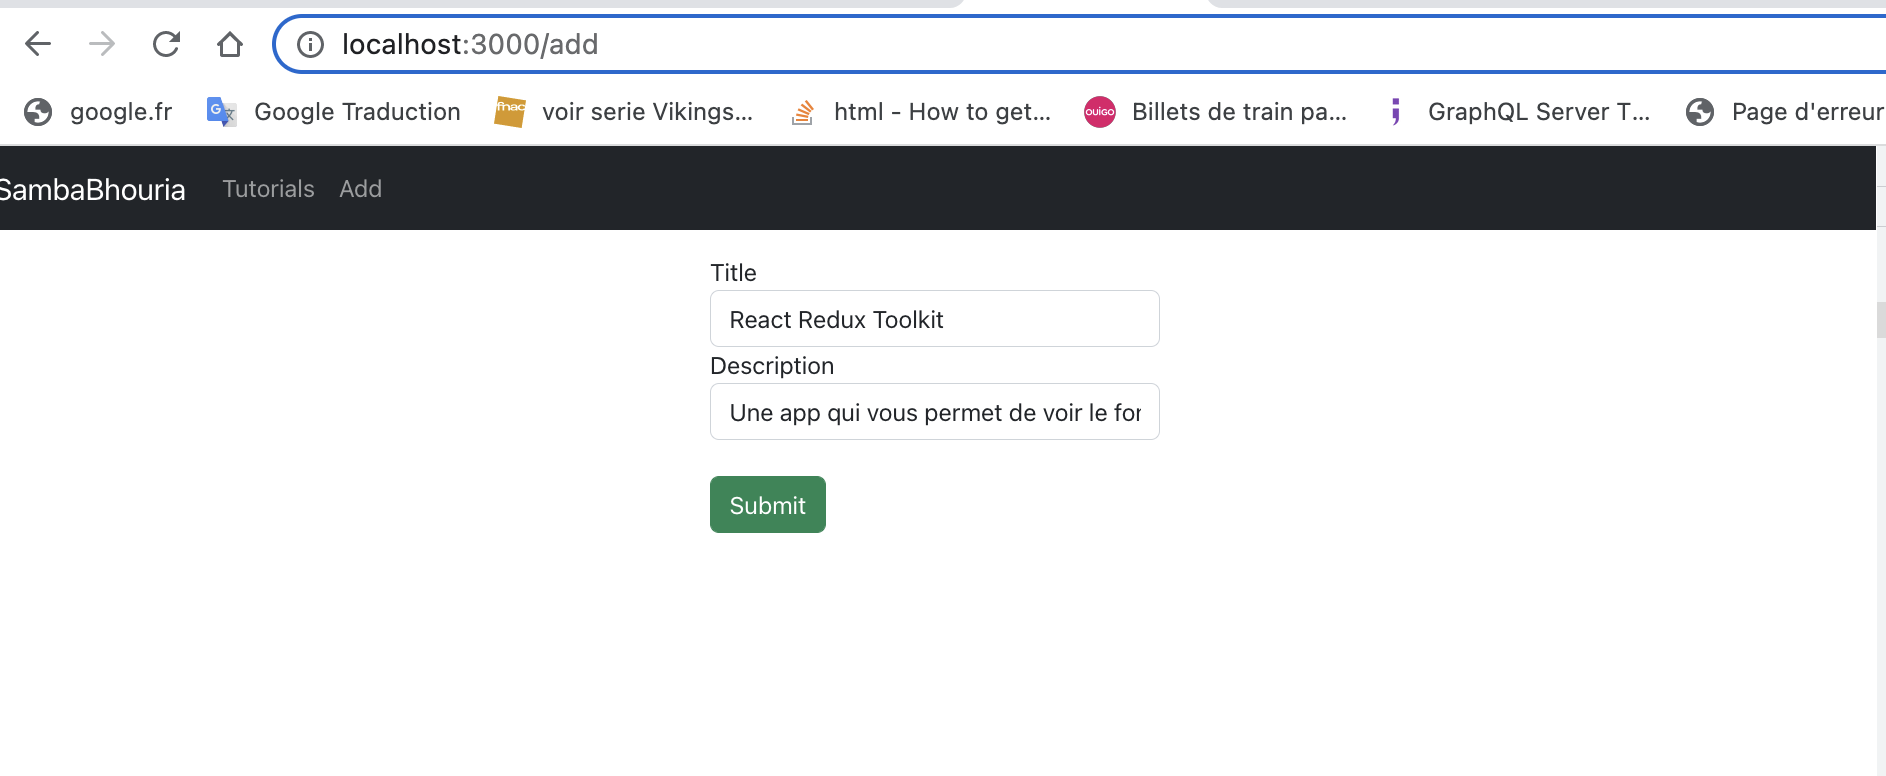 localhost:3000/add
google.fr Google Traduction fnac voir serie Vikings... html - How to get... OUIGO Billets de train pa... GraphQL Server T... Page d'erreur
SambaBhouria Tutorials Add
Title
React Redux Toolkit
Description
Une app qui vous permet de voir le for
Submit